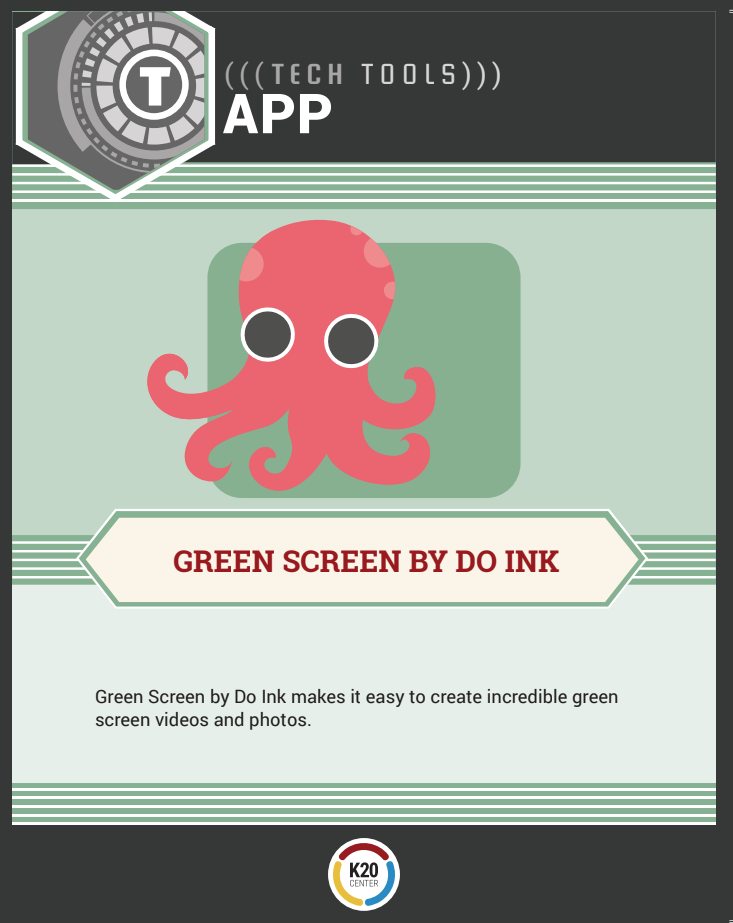 T
(((TECH TOOLS)))
APP
GREEN SCREEN BY DO INK
Green Screen by Do Ink makes it easy to create incredible green
screen videos and photos.
K20
CENTER